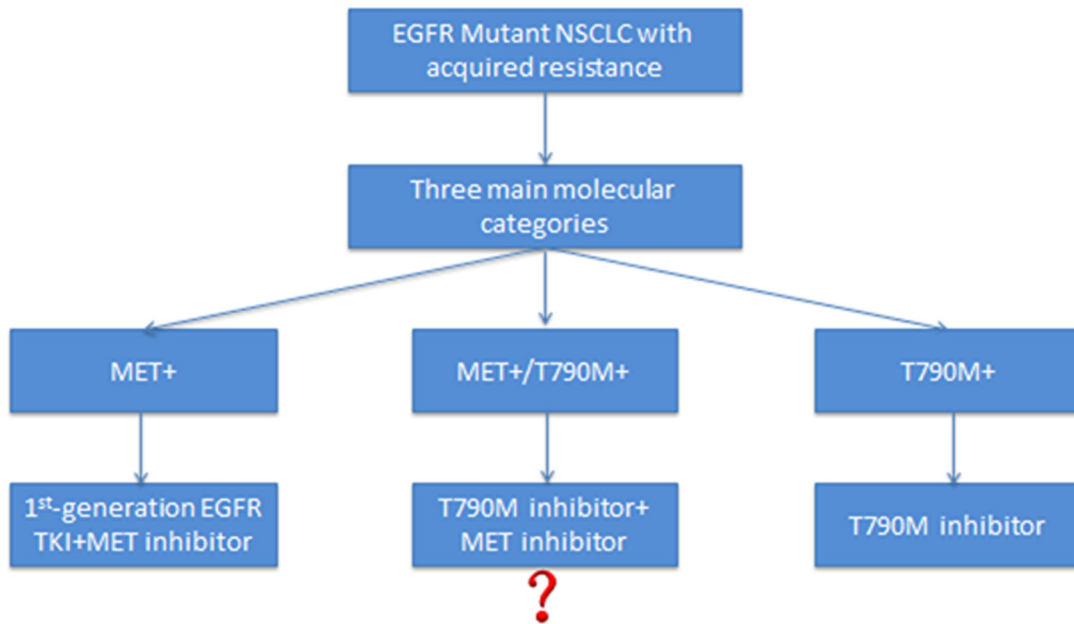 EGFR Mutant NSCLC with
acquired resistance
Three main molecular
categories
MET+
MET+/T790M+
T790M+
1st-generation EGFR
TKI+MET inhibitor
T790M inhibitor+
MET inhibitor
T790M inhibitor
?